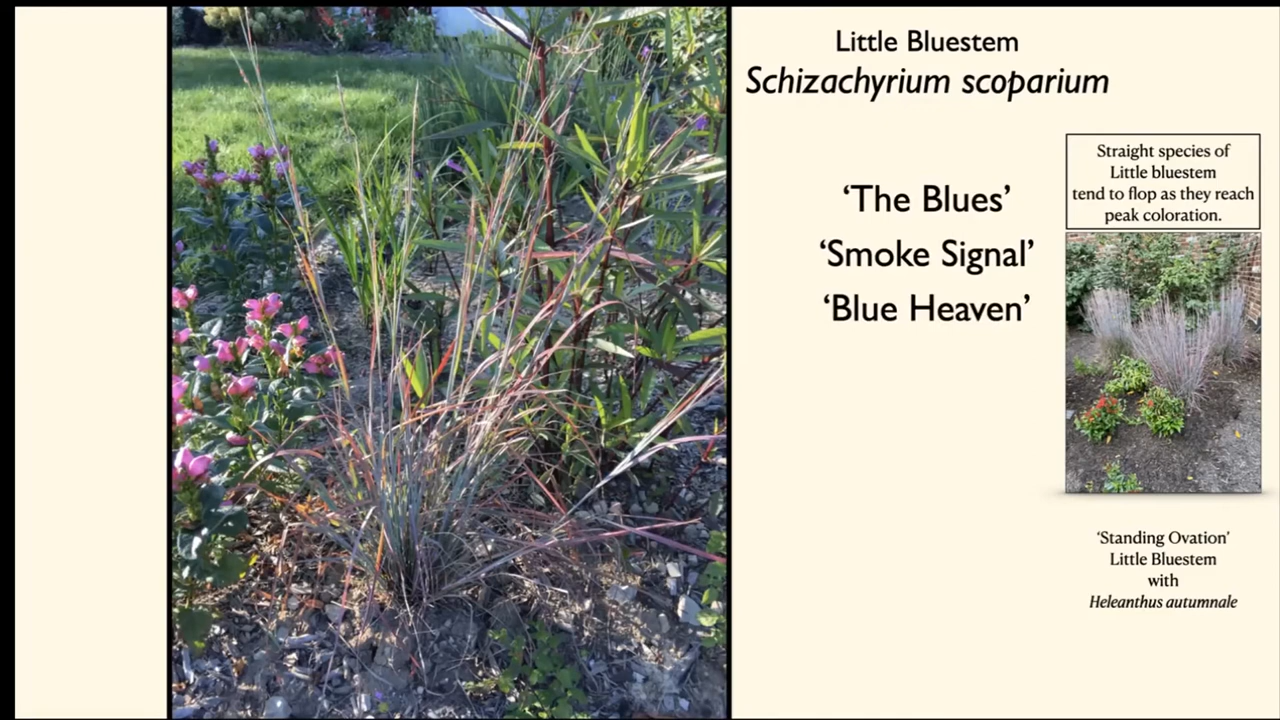 Little Bluestem
Schizachyrium scoparium
‘The Blues’
‘Smoke Signal’
‘Blue Heaven’
Straight species of
Little bluestem
tend to flop as they reach
peak coloration.
‘Standing Ovation’
Little Bluestem
with
Heleanthus autumnale